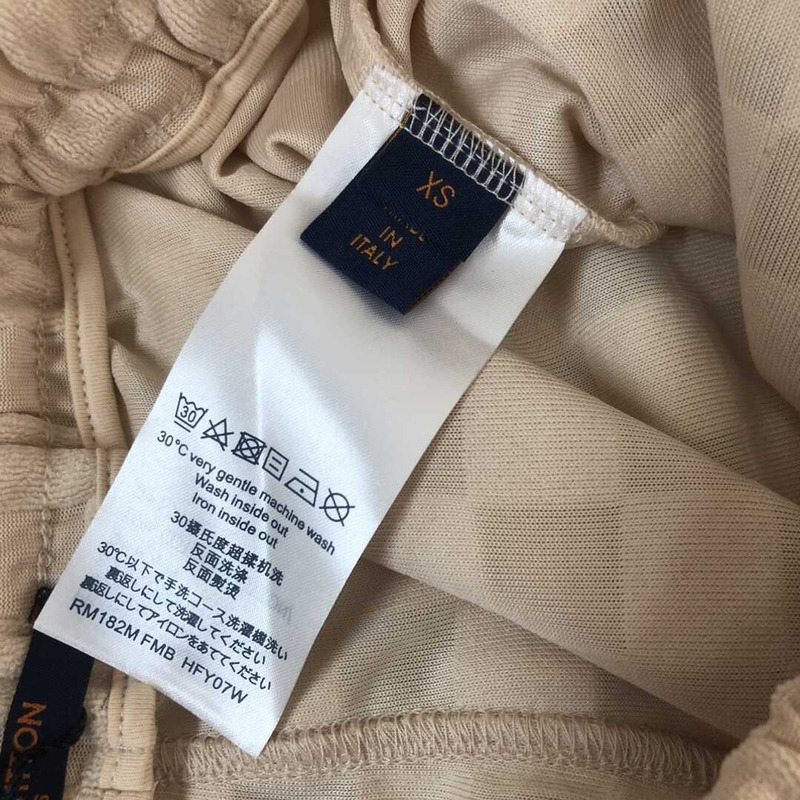 XS
IN
ITALY
30
30°C very gentle machine wash
Wash inside out
Iron inside out
30摄氏度超揉机洗
反面洗涤
反面熨烫
30℃以下で手洗コース洗濯機洗い
裏返しにして洗濯してください
裏返しにしてアイロンをあててください
RM182M FMB HFY07W